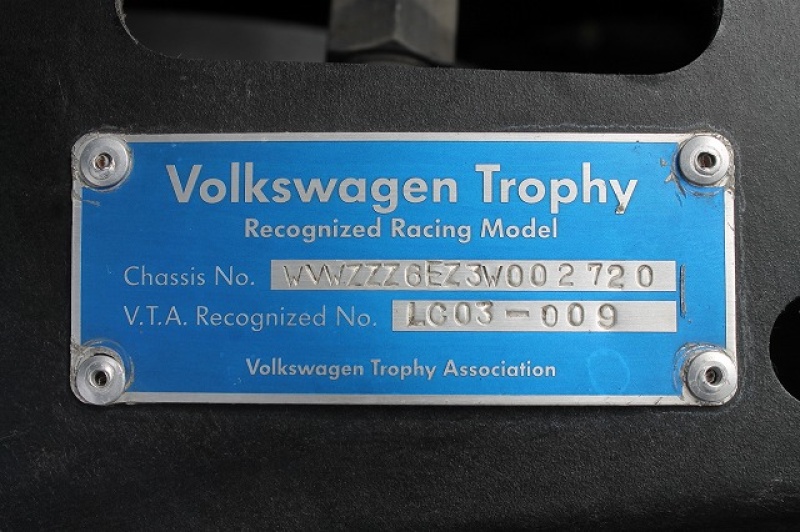 Volkswagen Trophy
Recognized Racing Model
Chassis No. WVWZZZ6EZ3W002720
V.T.A. Recognized No. LC03-009
Volkswagen Trophy Association